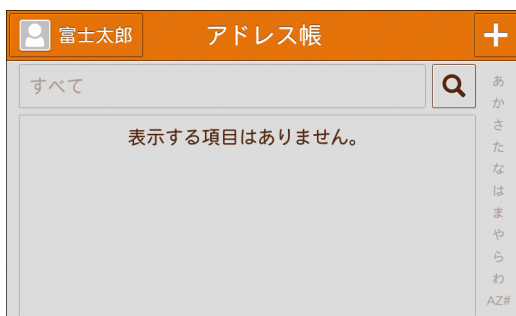 富士太郎
アドレス帳
すべて
表示する項目はありません。
あ
か
さ
た
な
は
ま
や
ら
わ
AZ#